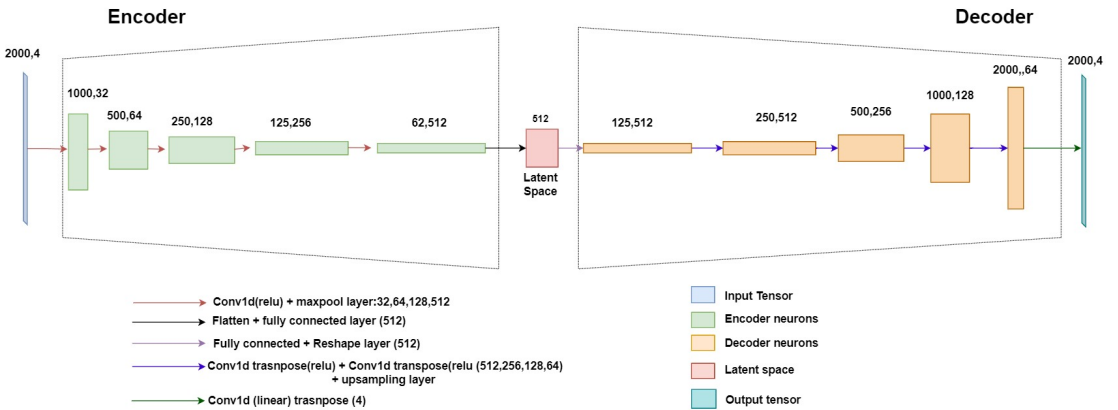 Encoder
Decoder
2000,4
1000,32
500,64
250,128
125,256
62,512
512
Latent
Space
125,512
250,512
500,256
1000,128
2000,,64
2000,4
Conv1d(relu) + maxpool layer:32,64,128,512
Flatten + fully connected layer (512)
Fully connected + Reshape layer (512)
Conv1d trasnpose(relu) + Conv1d transpose(relu (512,256,128,64)
+ upsampling layer
Conv1d (linear) trasnpose (4)
Input Tensor
Encoder neurons
Decoder neurons
Latent space
Output tensor